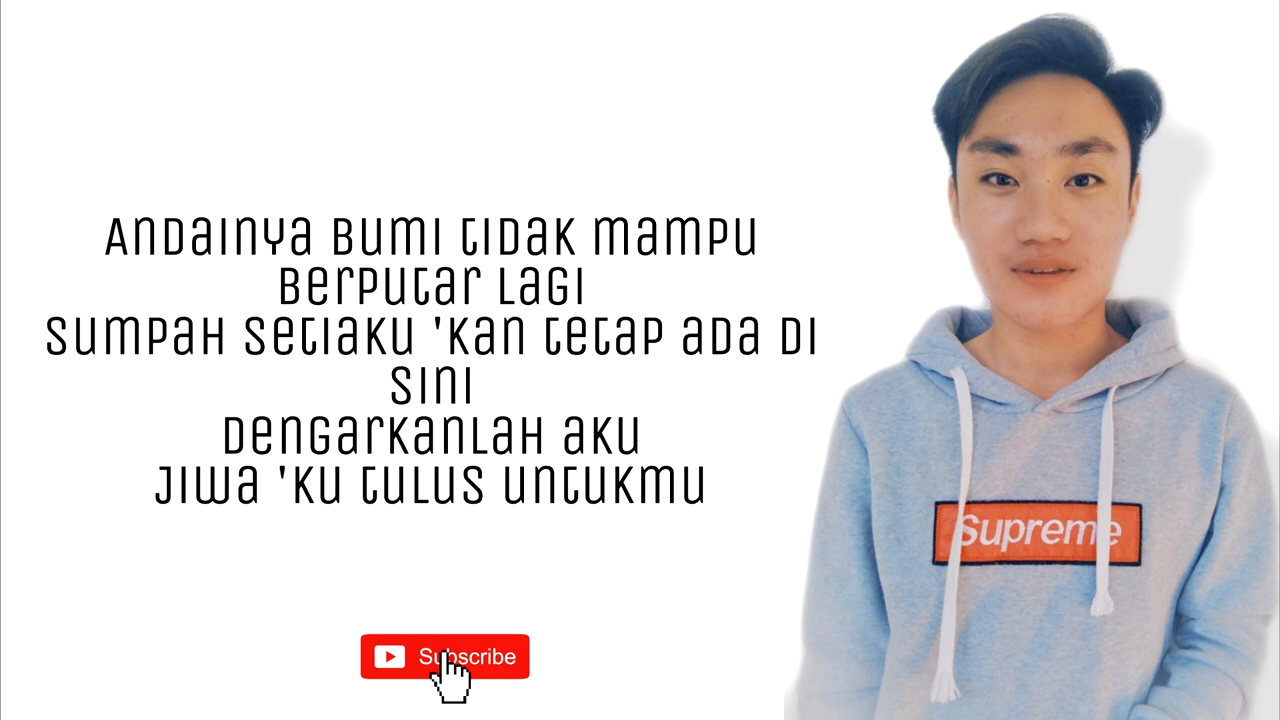 Andainya bumi tidak mampu
berputar lagi
Sumpah setiaku 'kan tetap ada di
sini
Dengarkanlah aku
Jiwa 'ku tulus untukmu
Supreme
Subscribe